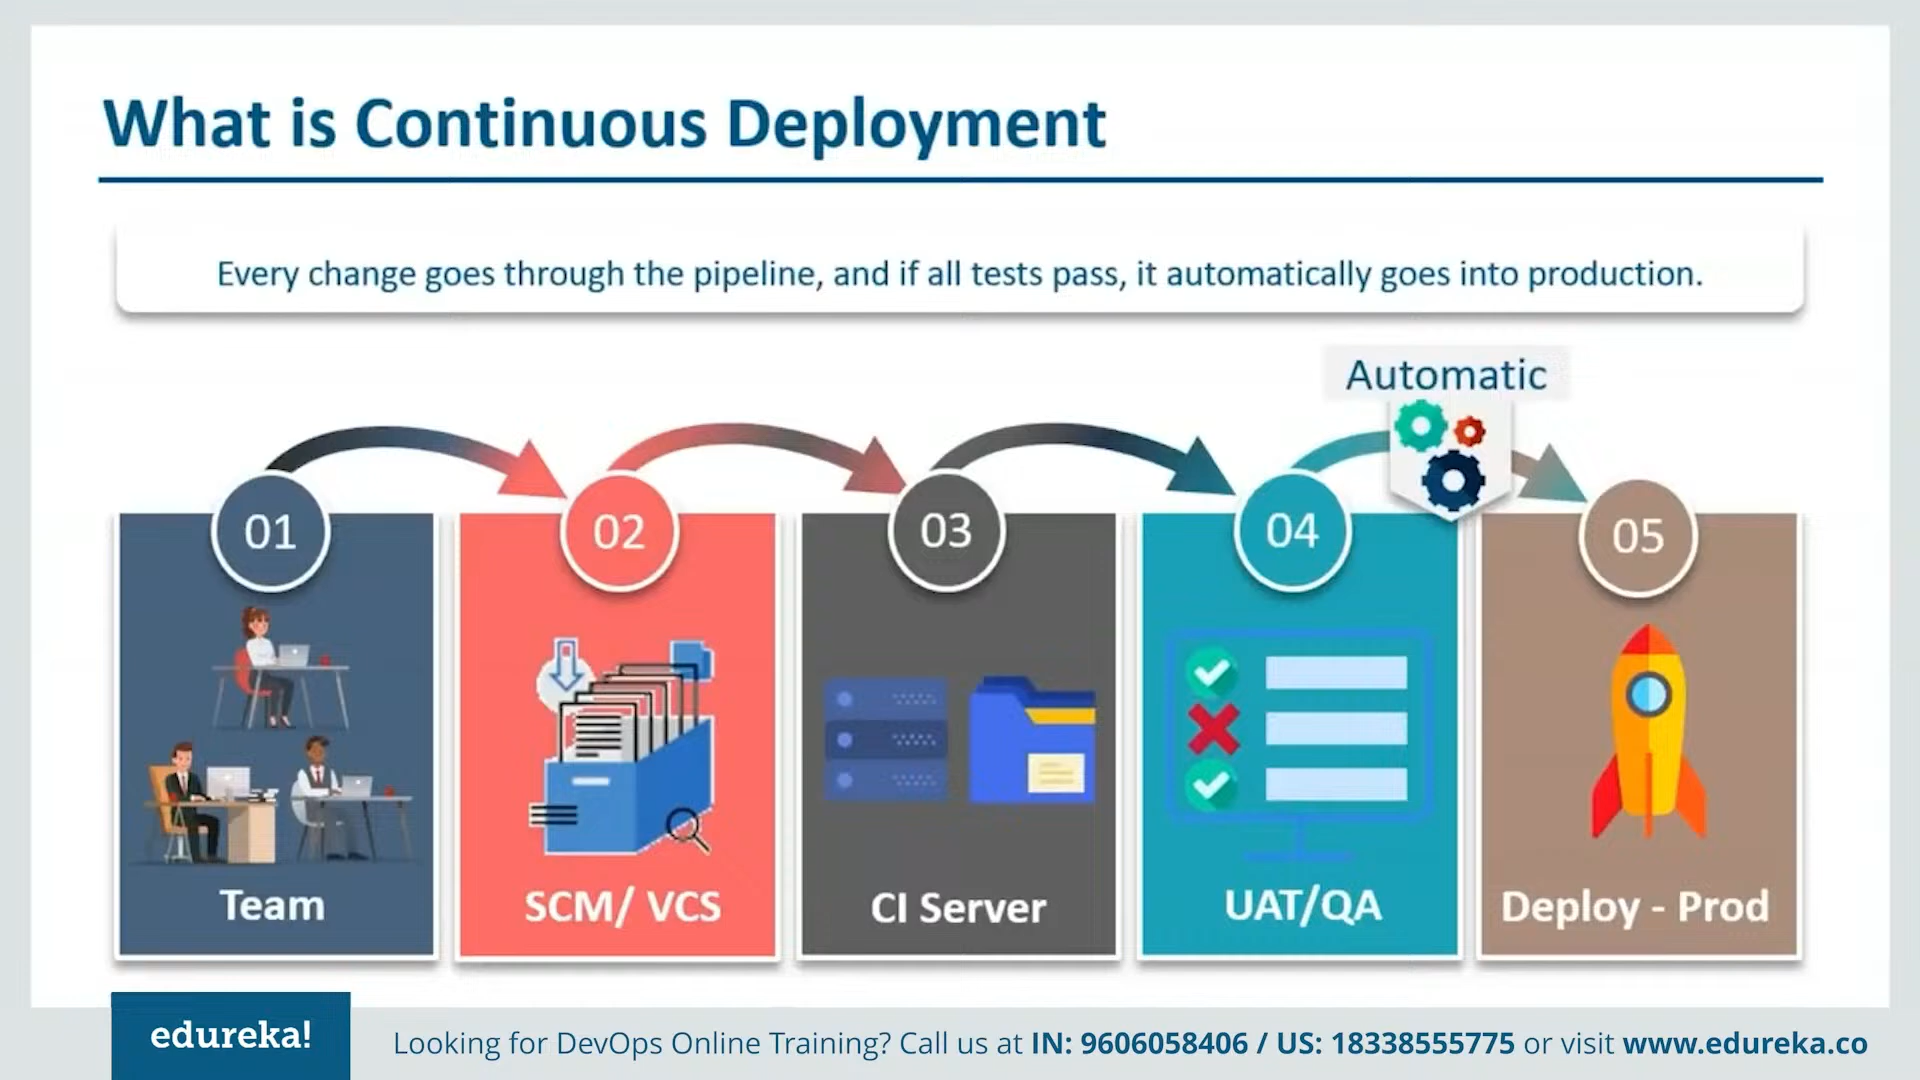 What is Continuous Deployment
Every change goes through the pipeline, and if all tests pass, it automatically goes into production.
Automatic
01
02
03
04
05
Team
SCM/ VCS
CI Server
UAT/QA
Deploy - Prod
edureka!
Looking for DevOps Online Training? Call us at IN: 9606058406 / US: 18338555775 or visit www.edureka.co